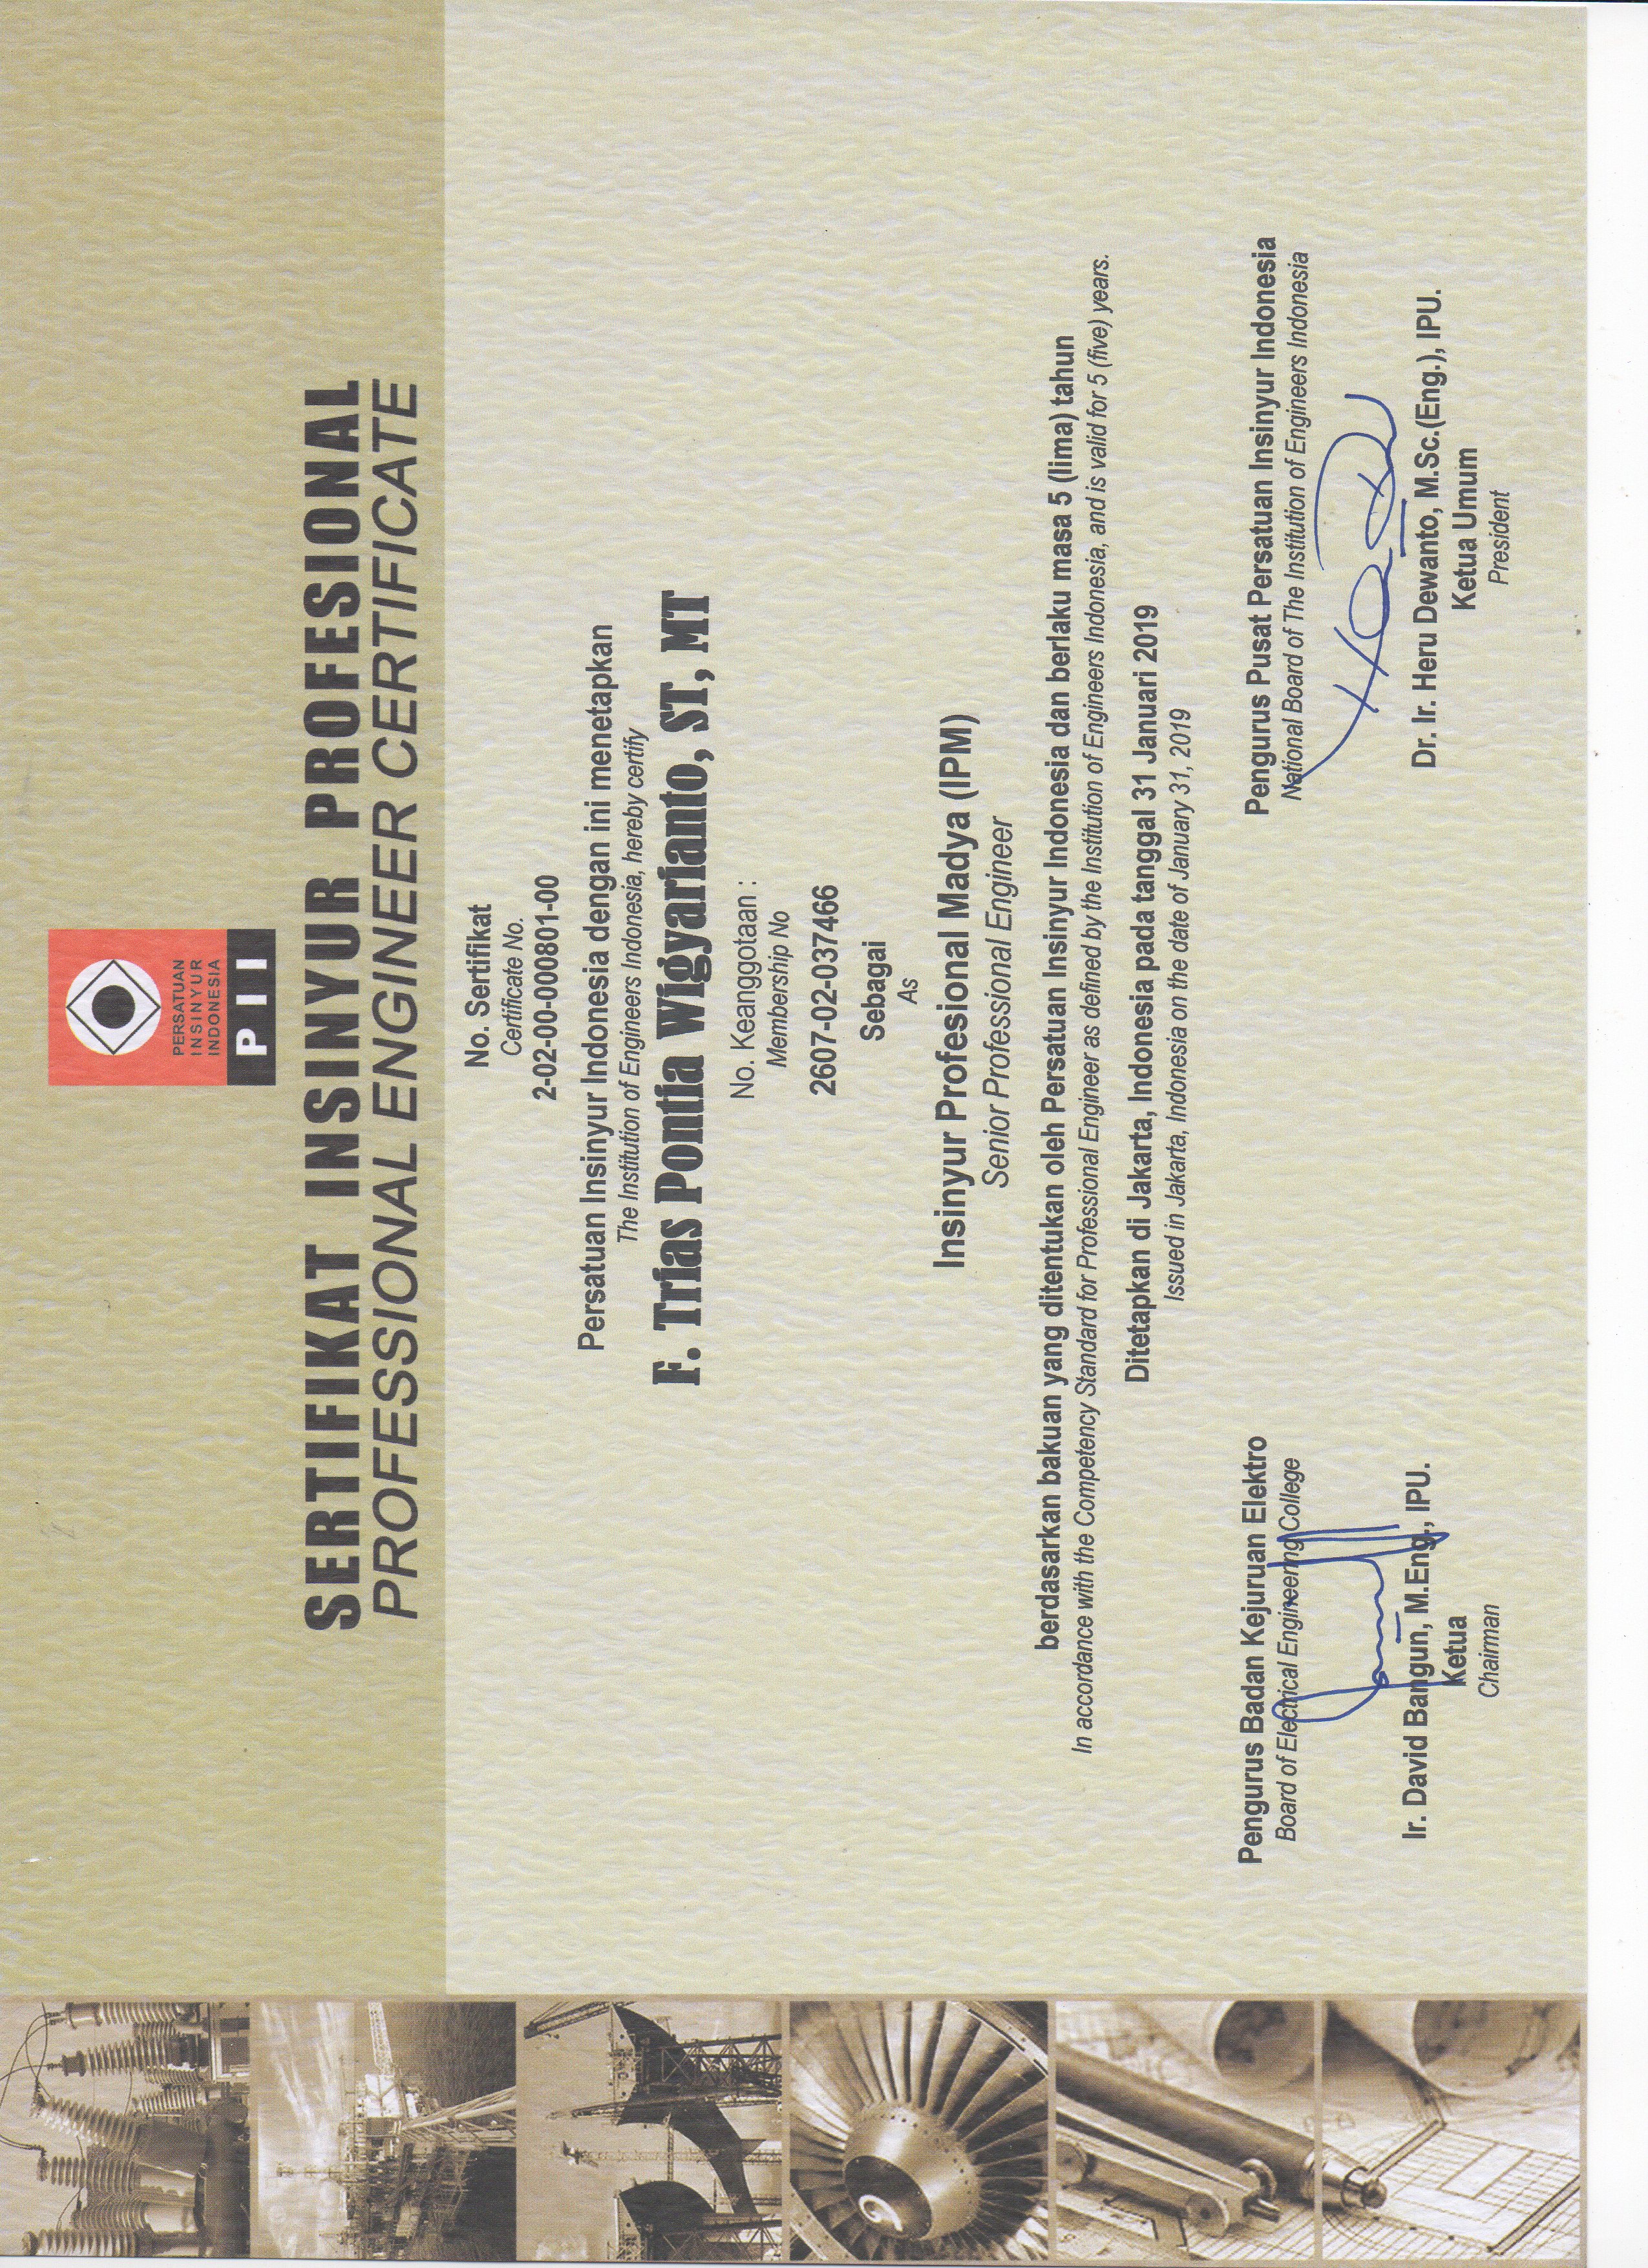 PERSATUAN
INSINYUR
INDONESIA
PII
SERTIFIKAT INSINYUR PROFESIONAL
PROFESSIONAL ENGINEER CERTIFICATE
No. Sertifikat
Certificate No.
2-02-00-000801-00
Persatuan Insinyur Indonesia dengan ini menetapkan
The Institution of Engineers Indonesia, hereby certify
F. Trias Pontia Wigyarianto, ST, MT
No. Keanggotaan :
Membership No
2607-02-037466
Sebagai
As
Insinyur Profesional Madya (IPM)
Senior Professional Engineer
berdasarkan bakuan yang ditentukan oleh Persatuan Insinyur Indonesia dan berlaku masa 5 (lima) tahun
In accordance with the Competency Standard for Professional Engineer as defined by the Institution of Engineers Indonesia, and is valid for 5 (five) years.
Ditetapkan di Jakarta, Indonesia pada tanggal 31 Januari 2019
Issued in Jakarta, Indonesia on the date of January 31, 2019
Pengurus Badan Kejuruan Elektro
Board of Electrical Engineering College
Ir. David Bangun, M.Eng., IPU.
Ketua
Chairman
Pengurus Pusat Persatuan Insinyur Indonesia
National Board of The Institution of Engineers Indonesia
Dr. Ir. Heru Dewanto, M.Sc.(Eng.), IPU.
Ketua Umum
President